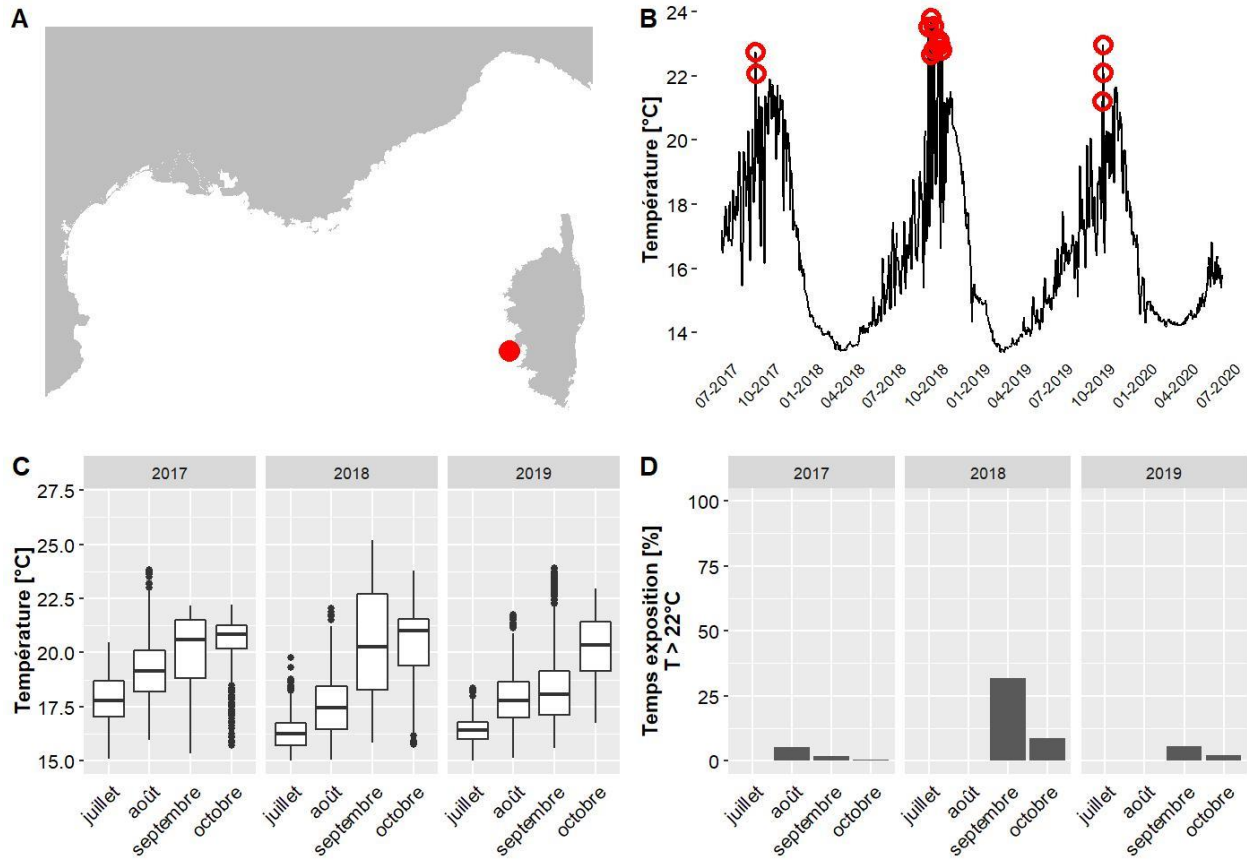 A
B
Température [°C]
24
22
20
18
16
14
07-2017
10-2017
01-2018
04-2018
07-2018
10-2018
01-2019
04-2019
07-2019
10-2019
01-2020
04-2020
07-2020
C
2017
2018
2019
Température [°C]
27.5
25.0
22.5
20.0
17.5
15.0
juillet
août
septembre
octobre
juillet
août
septembre
octobre
juillet
août
septembre
octobre
D
2017
2018
2019
Temps exposition [%]
T > 22°C
100
75
50
25
0
juillet
août
septembre
octobre
juillet
août
septembre
octobre
juillet
août
septembre
octobre